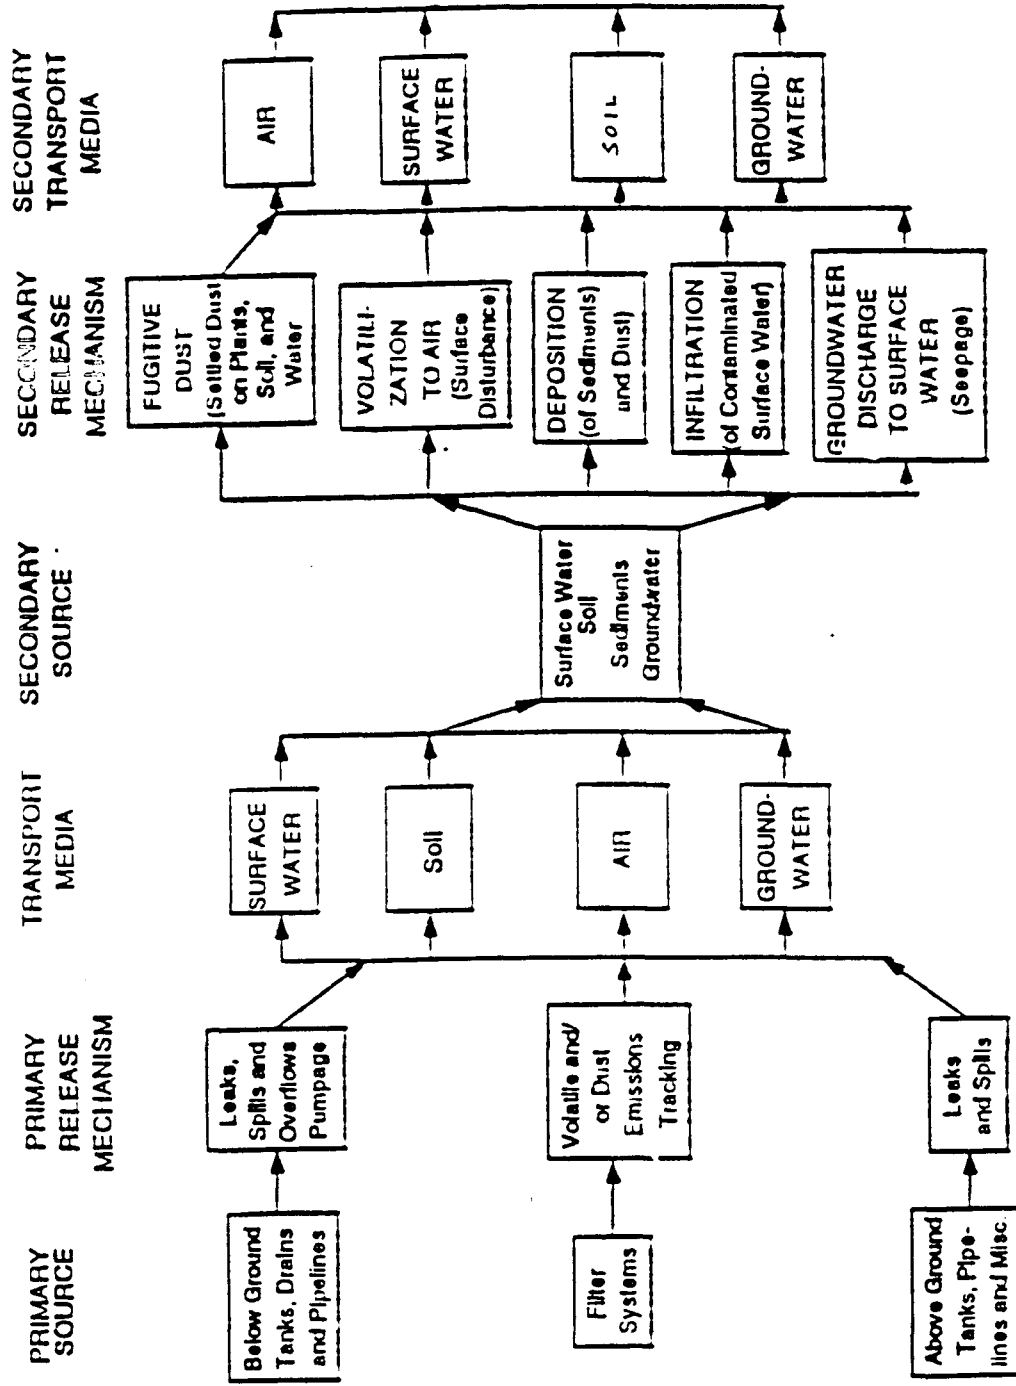 PRIMARY
SOURCE
PRIMARY
RELEASE
MECHANISM
TRANSPORT
MEDIA
SECONDARY
SOURCE
SECONDARY
RELEASE
MECHANISM
SECONDARY
TRANSPORT
MEDIA
Below Ground
Tanks, Drains
and Pipelines
Filter
Systems
Above Ground
Tanks, Pipe-
lines and Misc.
Leaks,
Spills and
Overflows
Pumpage
Volatile and/
or Dust
Emissions
Tracking
Leaks
and Spills
SURFACE
WATER
Soil
AIR
GROUND-
WATER
Surface Water
Soil
Sediments
Groundwater
FUGITIVE
DUST
(Settled Dust
on Plants,
Soil, and
Water
VOLATILI-
ZATION
TO AIR
(Surface
Disturbance)
DEPOSITION
(of Sediments)
and Dust)
INFILTRATION
(of Contaminated
Surface Water)
GROUNDWATER
DISCHARGE
TO SURFACE
WATER
(Seepage)
AIR
SURFACE
WATER
SOIL
GROUND-
WATER